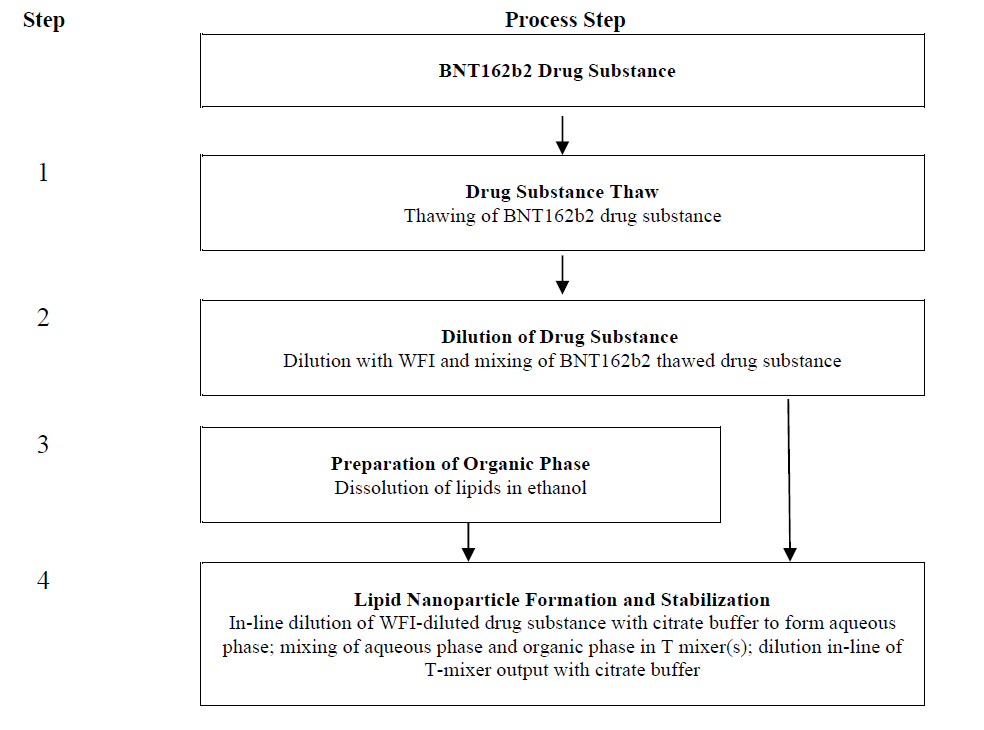 Step Process Step
BNT162b2 Drug Substance
1
Drug Substance Thaw
Thawing of BNT162b2 drug substance
2
Dilution of Drug Substance
Dilution with WFI and mixing of BNT162b2 thawed drug substance
3
Preparation of Organic Phase
Dissolution of lipids in ethanol
4
Lipid Nanoparticle Formation and Stabilization
In-line dilution of WFI-diluted drug substance with citrate buffer to form aqueous
phase; mixing of aqueous phase and organic phase in T mixer(s); dilution in-line of
T-mixer output with citrate buffer